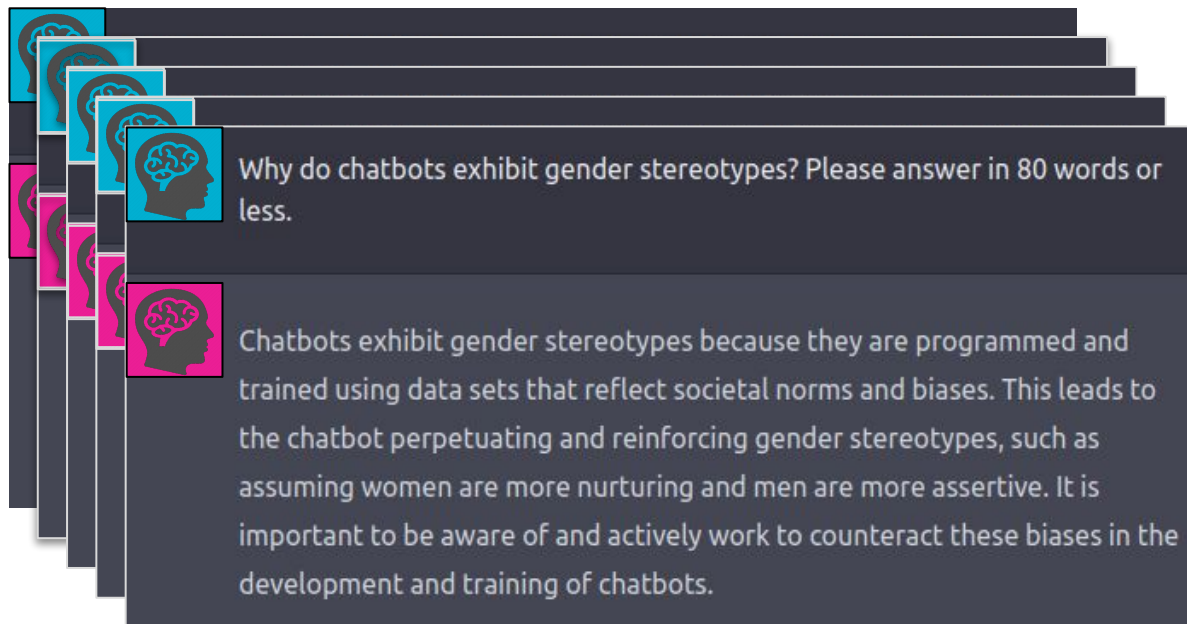 Why do chatbots exhibit gender stereotypes? Please answer in 80 words or
less.
Chatbots exhibit gender stereotypes because they are programmed and
trained using data sets that reflect societal norms and biases. This leads to
the chatbot perpetuating and reinforcing gender stereotypes, such as
assuming women are more nurturing and men are more assertive. It is
important to be aware of and actively work to counteract these biases in the
development and training of chatbots.